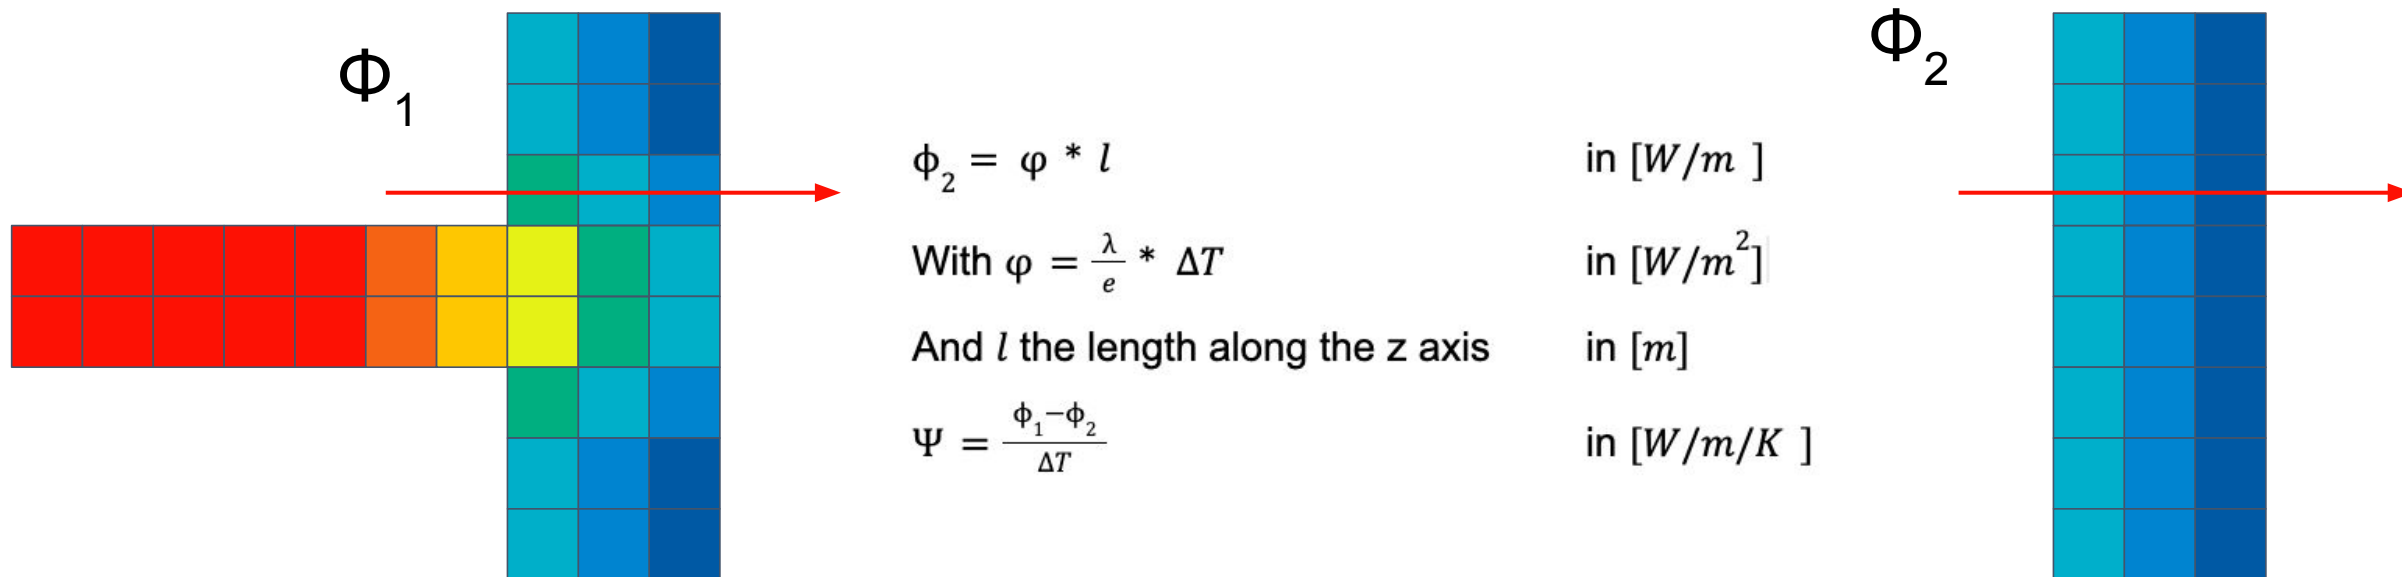 Φ₁
Φ₂
ϕ₂ = φ * l in [W/m ]
With φ = λ/e * ΔT in [W/m²]
And l the length along the z axis in [m]
Ψ = ϕ₁−ϕ₂/ΔT in [W/m/K ]